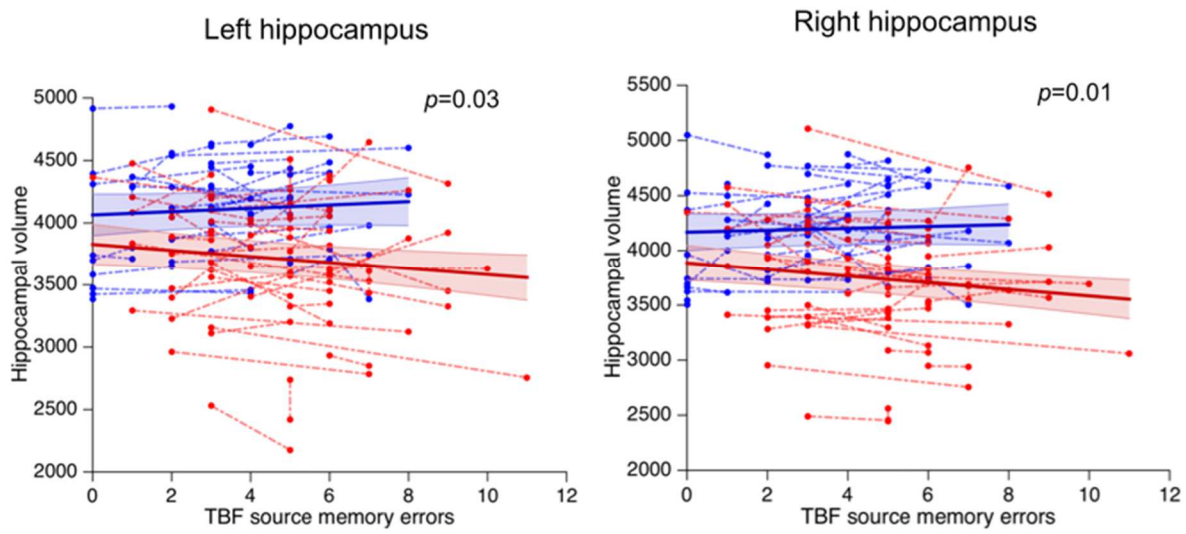 Left hippocampus
p=0.03
Hippocampal volume
5000
4500
4000
3500
3000
2500
2000
0 2 4 6 8 10 12
TBF source memory errors
Right hippocampus
p=0.01
Hippocampal volume
5500
5000
4500
4000
3500
3000
2500
2000
0 2 4 6 8 10 12
TBF source memory errors